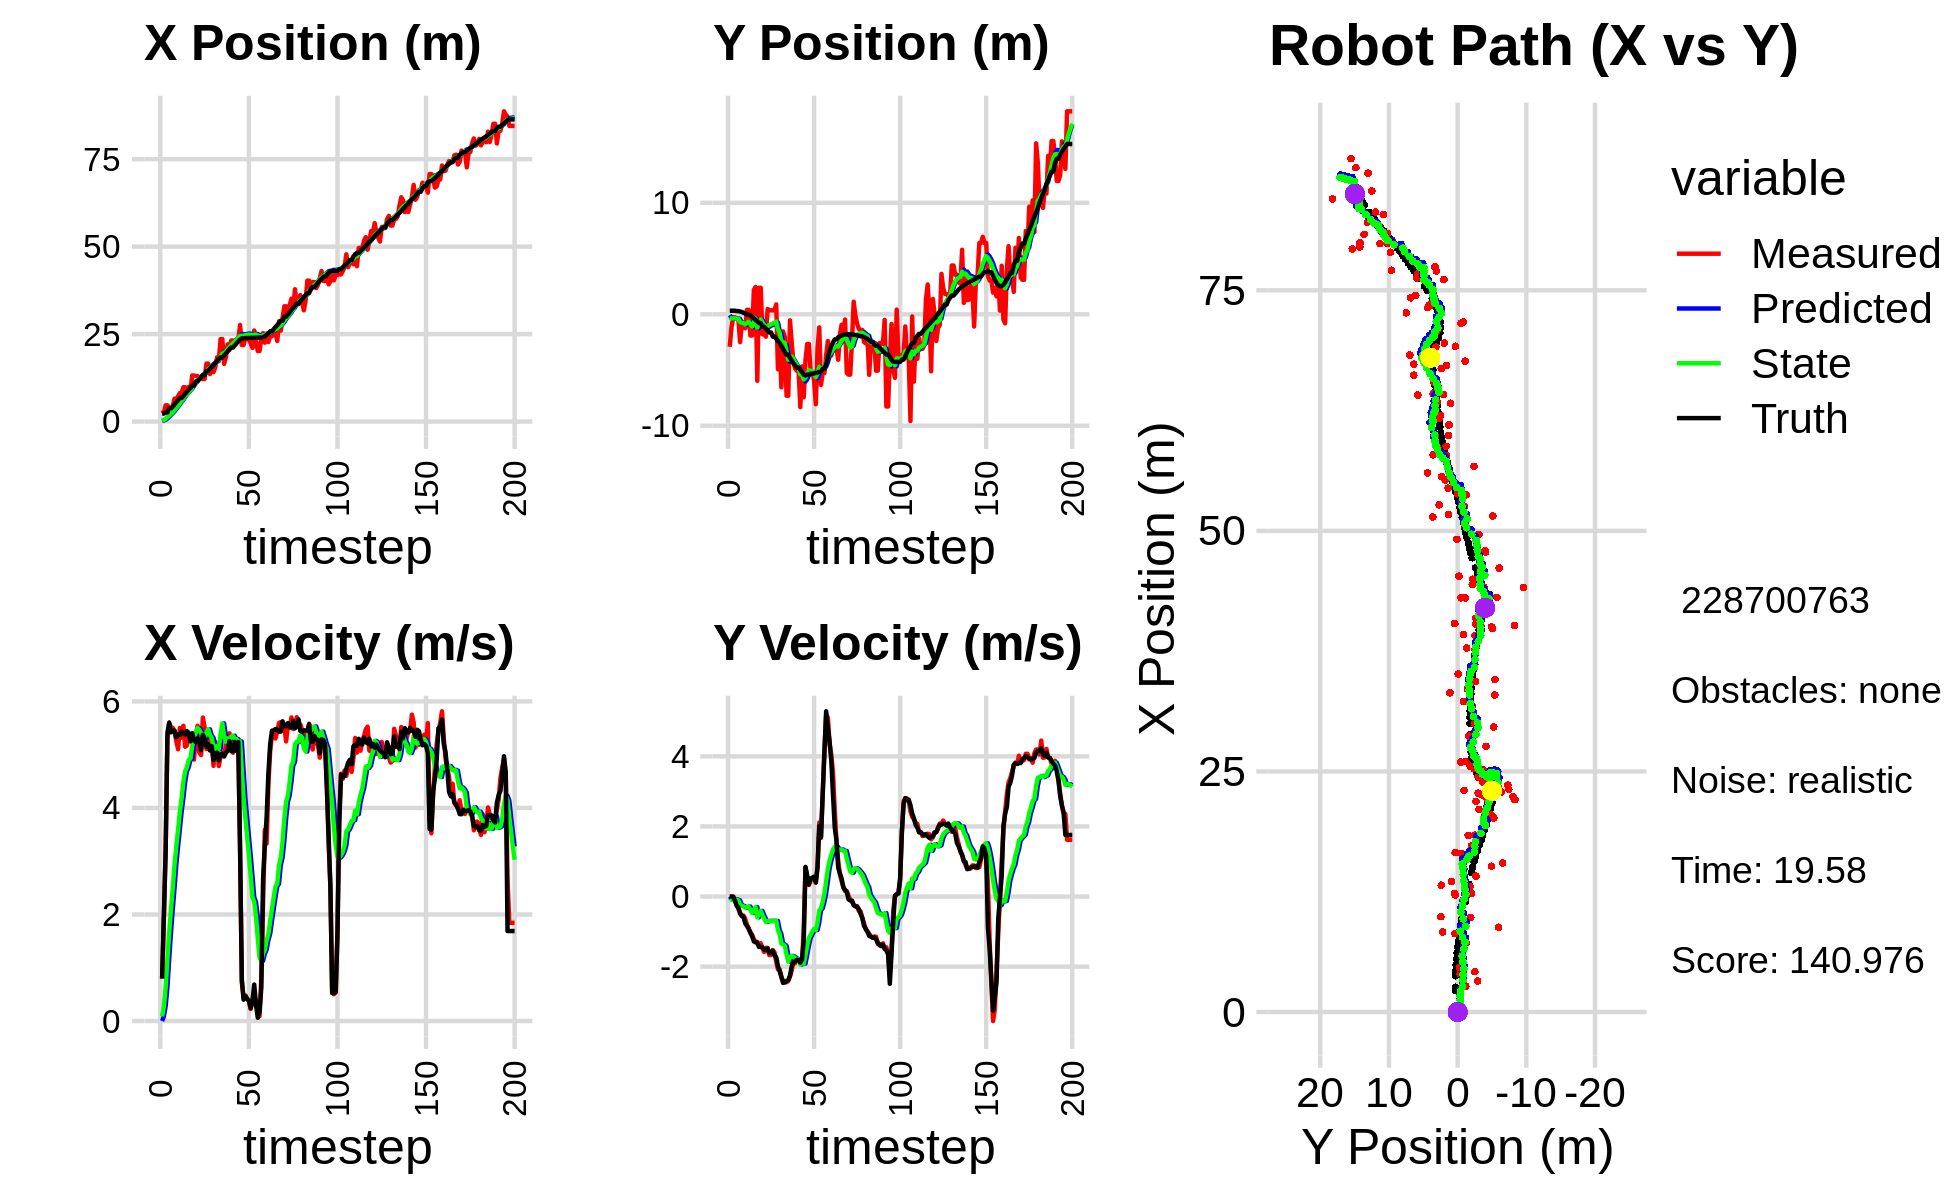 X Position (m)
75
50
25
0
0
50
100
150
200
timestep
Y Position (m)
10
0
-10
0
50
100
150
200
timestep
X Velocity (m/s)
6
4
2
0
0
50
100
150
200
timestep
Y Velocity (m/s)
4
2
0
-2
0
50
100
150
200
timestep
Robot Path (X vs Y)
X Position (m)
75
50
25
0
20 10 0 -10 -20
Y Position (m)
variable
Measured
Predicted
State
Truth
228700763
Obstacles: none
Noise: realistic
Time: 19.58
Score: 140.976